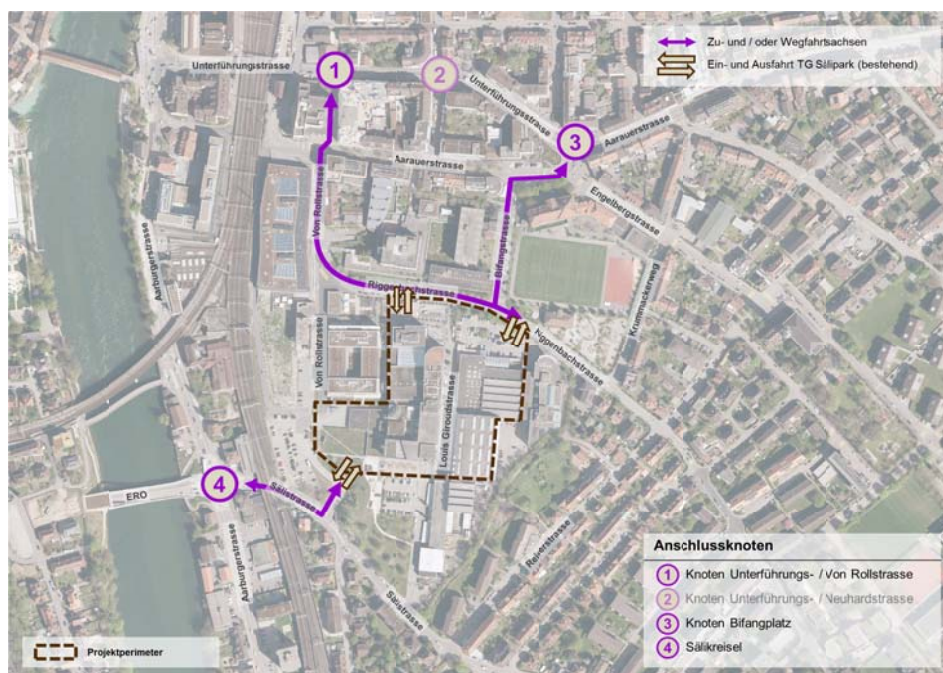 Zu- und / oder Wegfahrtsachsen
Ein- und Ausfahrt TG Sälipark (bestehend)
Unterführungsstrasse
1
2
Unterführungsstrasse
3
Aarauerstrasse
Aarauerstrasse
Engelbergstrasse
Von Rollstrasse
Bifangstrasse
Aarburgerstrasse
Krummackerweg
Riggenbachstrasse
Riggenbachstrasse
Von Rollstrasse
Louis Giroudstrasse
4
ERO
Sälistrasse
Aarburgerstrasse
Reiserstrasse
Sälistrasse
Anschlussknoten
1 Knoten Unterführungs- / Von Rollstrasse
2 Knoten Unterführungs- / Neuhardstrasse
3 Knoten Bifangplatz
4 Sälikreisel
Projektperimeter